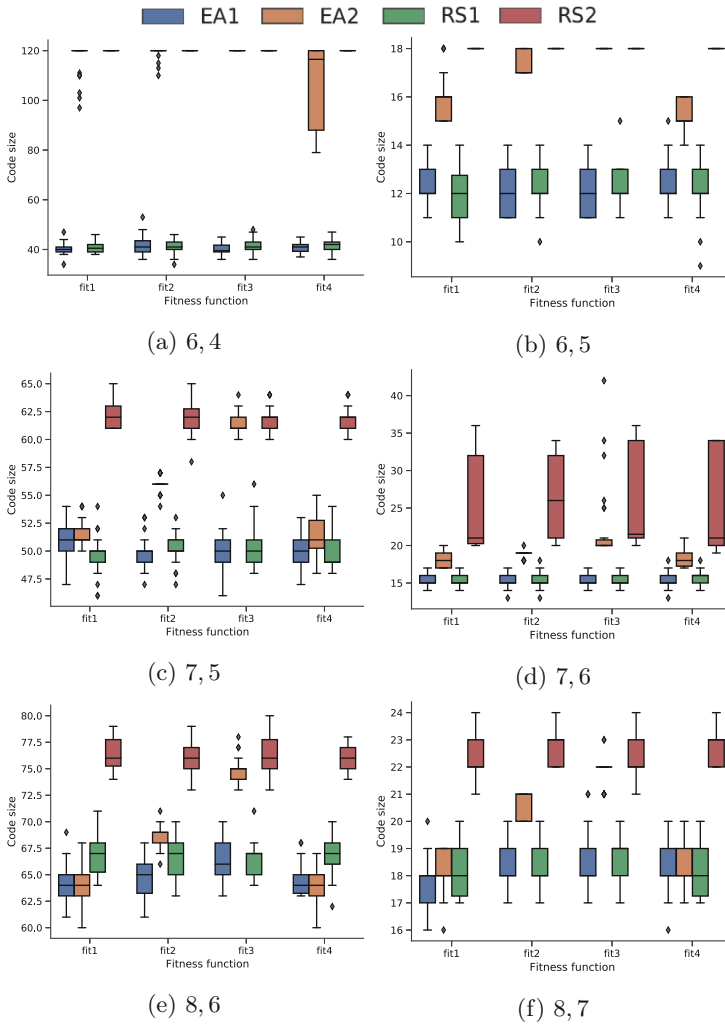 EA1 EA2 RS1 RS2
120
100
80
60
40
Code size
fit1 fit2 fit3 fit4
Fitness function
(a) 6, 4
18
16
14
12
10
Code size
fit1 fit2 fit3 fit4
Fitness function
(b) 6, 5
65.0
62.5
60.0
57.5
55.0
52.5
50.0
47.5
Code size
fit1 fit2 fit3 fit4
Fitness function
(c) 7, 5
40
35
30
25
20
15
Code size
fit1 fit2 fit3 fit4
Fitness function
(d) 7, 6
80.0
77.5
75.0
72.5
70.0
67.5
65.0
62.5
60.0
Code size
fit1 fit2 fit3 fit4
Fitness function
(e) 8, 6
24
23
22
21
20
19
18
17
16
Code size
fit1 fit2 fit3 fit4
Fitness function
(f) 8, 7